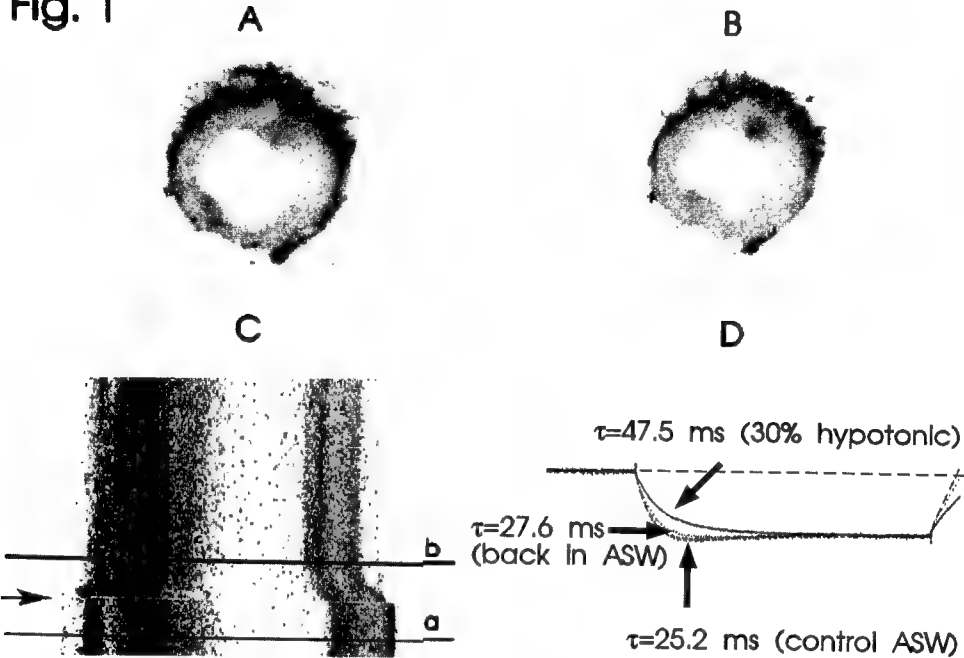 Fig. 1
A
B
C
D
τ=47.5 ms (30% hypotonic)
τ=27.6 ms
(back in ASW)
τ=25.2 ms (control ASW)
b
a